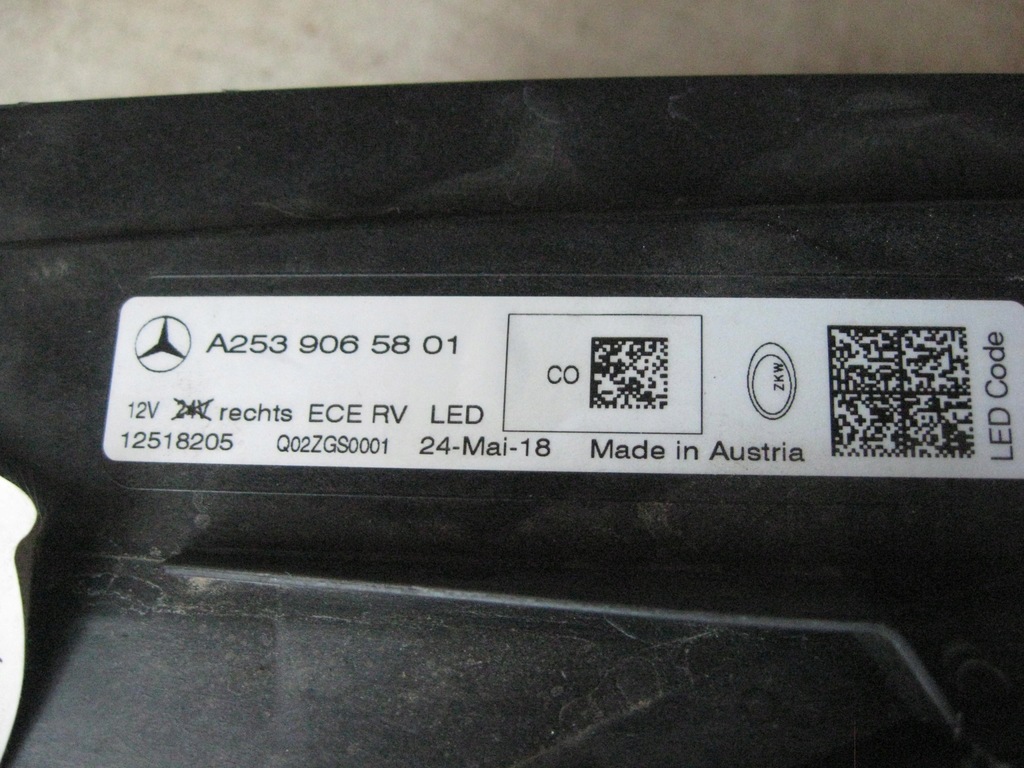 A253 906 58 01
12V 24V rechts ECE RV LED
12518205 Q02ZGS0001 24-Mai-18 Made in Austria
CO
ZKW
LED Code